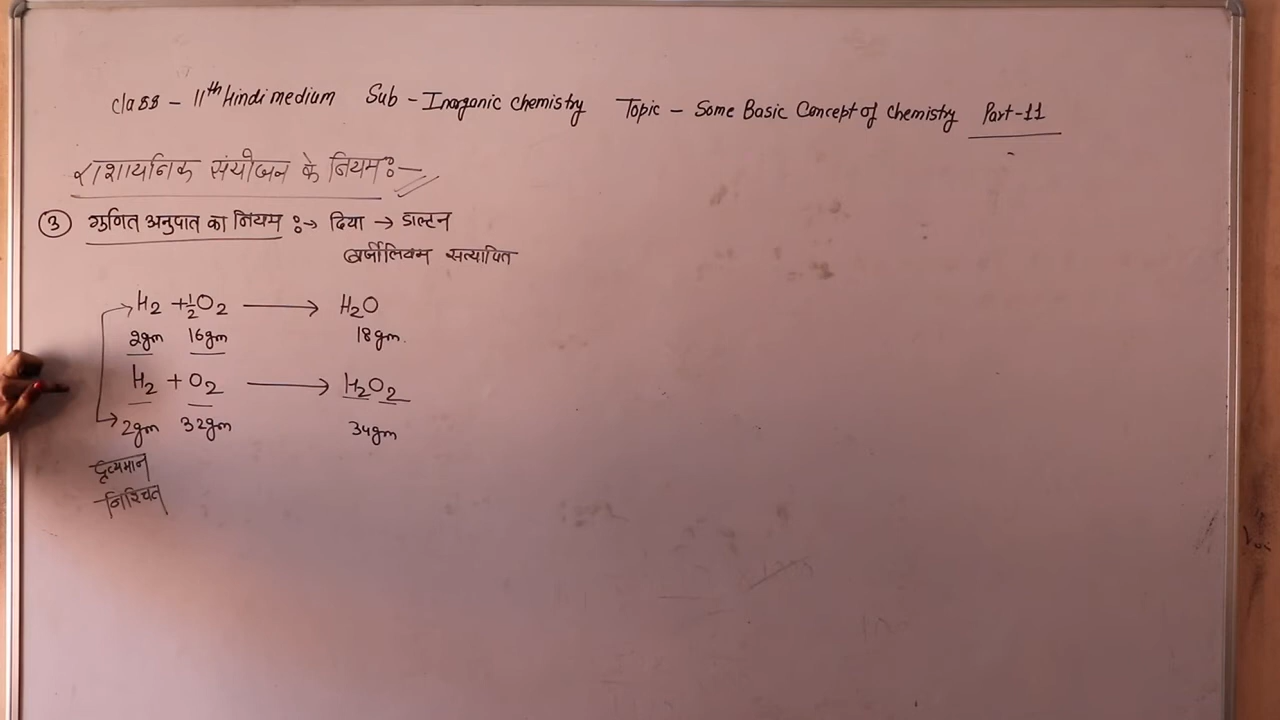 Class - 11th Hindi medium Sub - Inorganic Chemistry Topic - Some Basic Concept of Chemistry Part-11
राशायनिक संयोजन के नियम :-
③ गुणित अनुपात का नियम :→ दिया → डाल्टन
बर्जीलियम सत्यापित
H₂ + ½O₂ ⟶ H₂O
2gm 16gm 18gm.
H₂ + O₂ ⟶ H₂O₂
2gm 32gm 34gm
द्रव्यमान
निश्चित